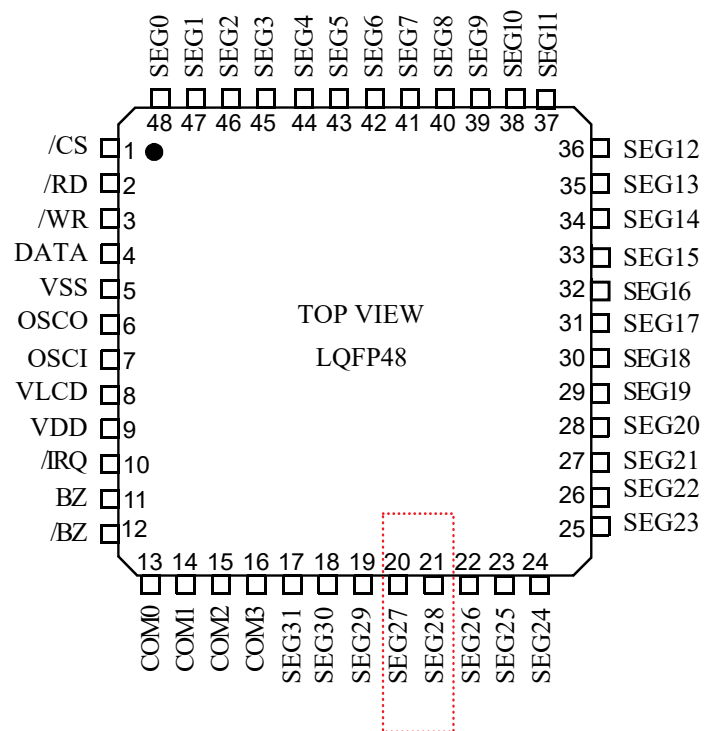 SEG0 SEG1 SEG2 SEG3 SEG4 SEG5 SEG6 SEG7 SEG8 SEG9 SEG10 SEG11
48 47 46 45 44 43 42 41 40 39 38 37
/CS 1 36 SEG12
/RD 2 35 SEG13
/WR 3 34 SEG14
DATA 4 33 SEG15
VSS 5 32 SEG16
OSCO 6 31 SEG17
TOP VIEW
OSCI 7 30 SEG18
LQFP48
VLCD 8 29 SEG19
VDD 9 28 SEG20
/IRQ 10 27 SEG21
BZ 11 26 SEG22
/BZ 12 25 SEG23
13 14 15 16 17 18 19 20 21 22 23 24
COM0 COM1 COM2 COM3 SEG31 SEG30 SEG29 SEG27 SEG28 SEG26 SEG25 SEG24